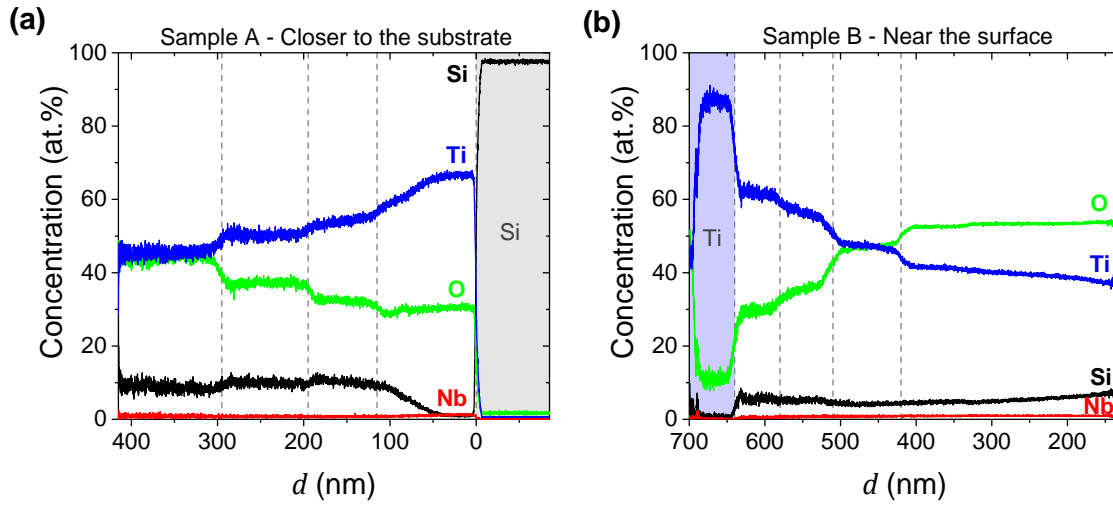 (a)
Sample A - Closer to the substrate
Concentration (at.%)
100
80
60
40
20
0
Si
Ti
O
Nb
Si
400 300 200 100 0
d (nm)
(b)
Sample B - Near the surface
Concentration (at.%)
100
80
60
40
20
0
Ti
O
Ti
Si
Nb
700 600 500 400 300 200
d (nm)